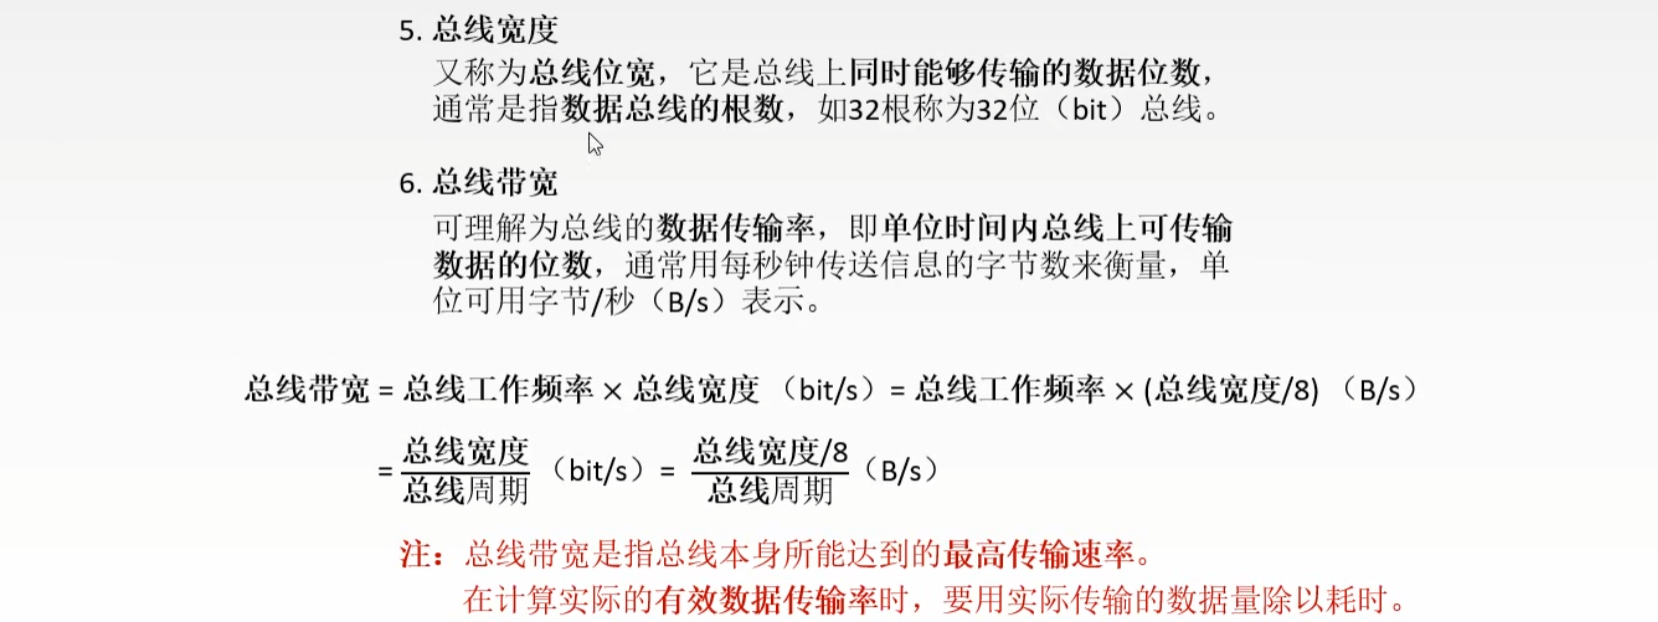 5. 总线宽度
又称为总线位宽，它是总线上同时能够传输的数据位数，
通常是指数据总线的根数，如32根称为32位（bit）总线。
6. 总线带宽
可理解为总线的数据传输率，即单位时间内总线上可传输
数据的位数，通常用每秒钟传送信息的字节数来衡量，单
位可用字节/秒（B/s）表示。
总线带宽 = 总线工作频率 × 总线宽度 （bit/s）= 总线工作频率 × (总线宽度/8) （B/s）
= 总线宽度/总线周期 （bit/s）= 总线宽度/8/总线周期（B/s）
注：总线带宽是指总线本身所能达到的最高传输速率。
在计算实际的有效数据传输率时，要用实际传输的数据量除以耗时。